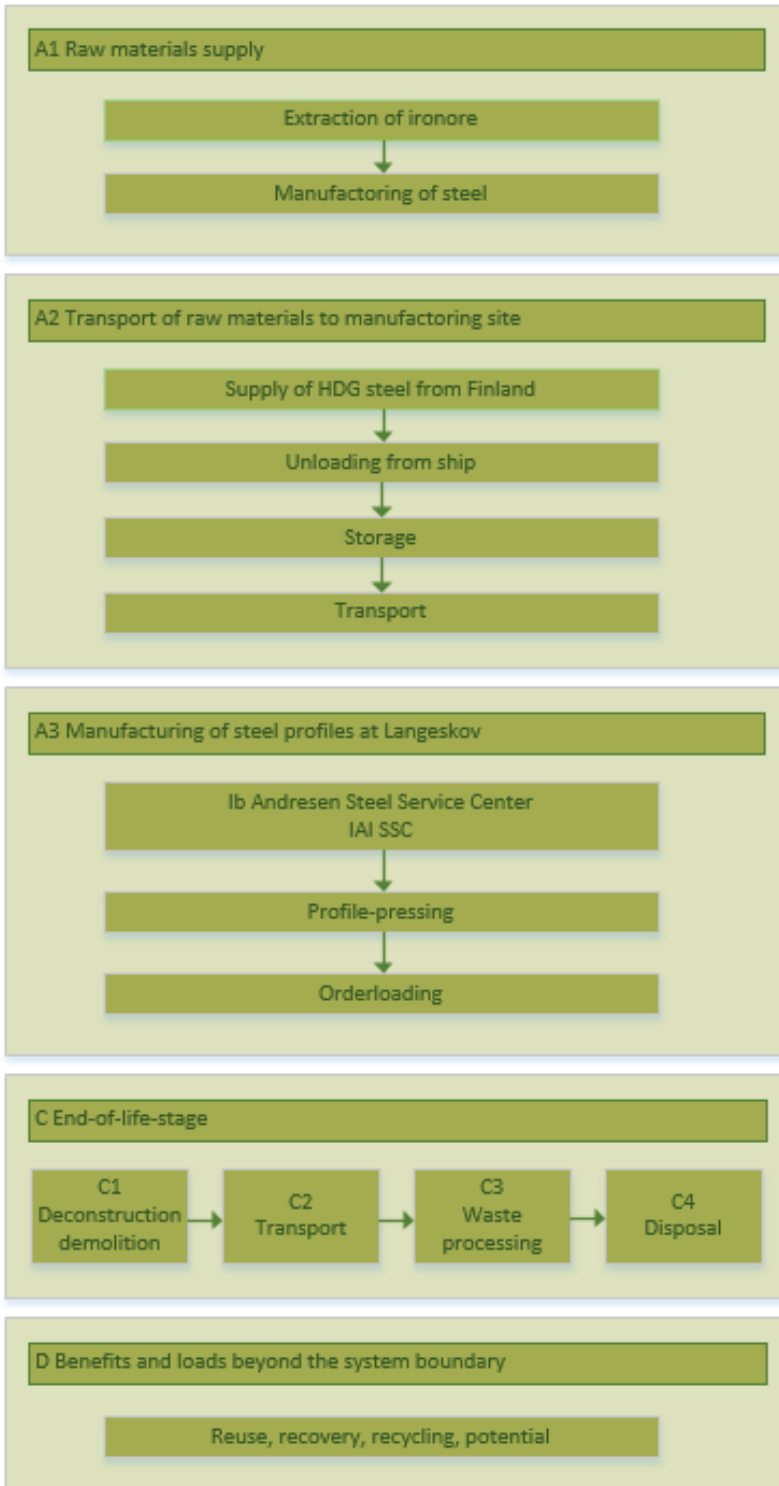 A1 Raw materials supply
Extraction of ironore
Manufactoring of steel
A2 Transport of raw materials to manufactoring site
Supply of HDG steel from Finland
Unloading from ship
Storage
Transport
A3 Manufacturing of steel profiles at Langeskov
Ib Andresen Steel Service Center
IAI SSC
Profile-pressing
Orderloading
C End-of-life-stage
C1
Deconstruction
demolition
C2
Transport
C3
Waste
processing
C4
Disposal
D Benefits and loads beyond the system boundary
Reuse, recovery, recycling, potential